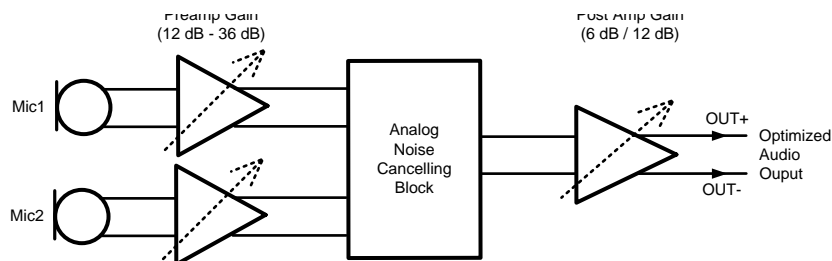 Preamp Gain
(12 dB - 36 dB)
Post Amp Gain
(6 dB / 12 dB)
Mic1
Mic2
Analog
Noise
Cancelling
Block
OUT+
OUT-
Optimized
Audio
Ouput